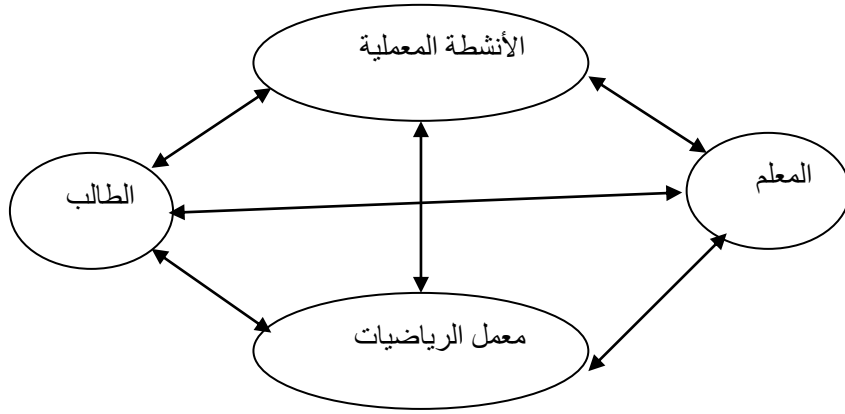 الأنشطة المعملية
المعلم
الطالب
معمل الرياضيات